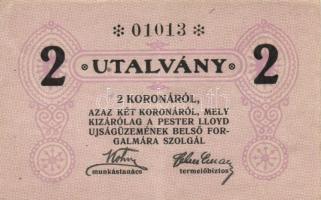 * 01013 *
2 * UTALVÁNY * 2
2 KORONÁRÓL,
AZAZ KÉT KORONÁRÓL, MELY
KIZÁRÓLAG A PESTER LLOYD
UJSÁGÜZEMÉNEK BELSŐ FOR-
GALMÁRA SZOLGÁL
munkástanács termelőbiztos